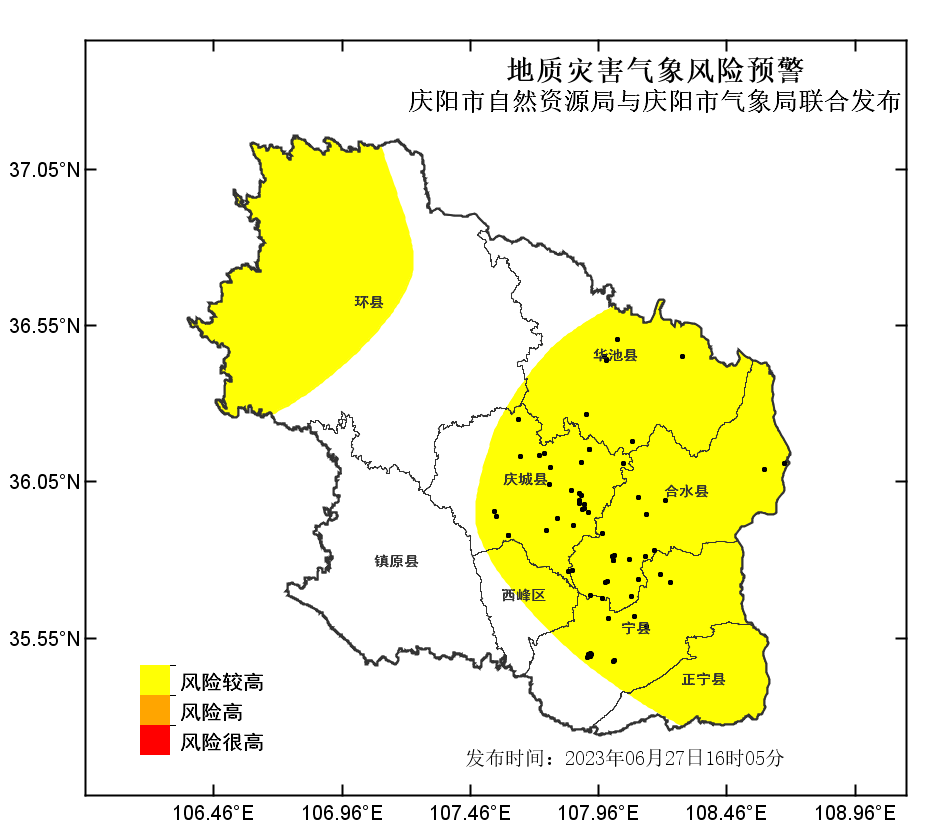 地质灾害气象风险预警
庆阳市自然资源局与庆阳市气象局联合发布
37.05°N
36.55°N
36.05°N
35.55°N
环县
华池县
庆城县
合水县
镇原县
西峰区
宁县
正宁县
风险较高
风险高
风险很高
发布时间：2023年06月27日16时05分
106.46°E 106.96°E 107.46°E 107.96°E 108.46°E 108.96°E